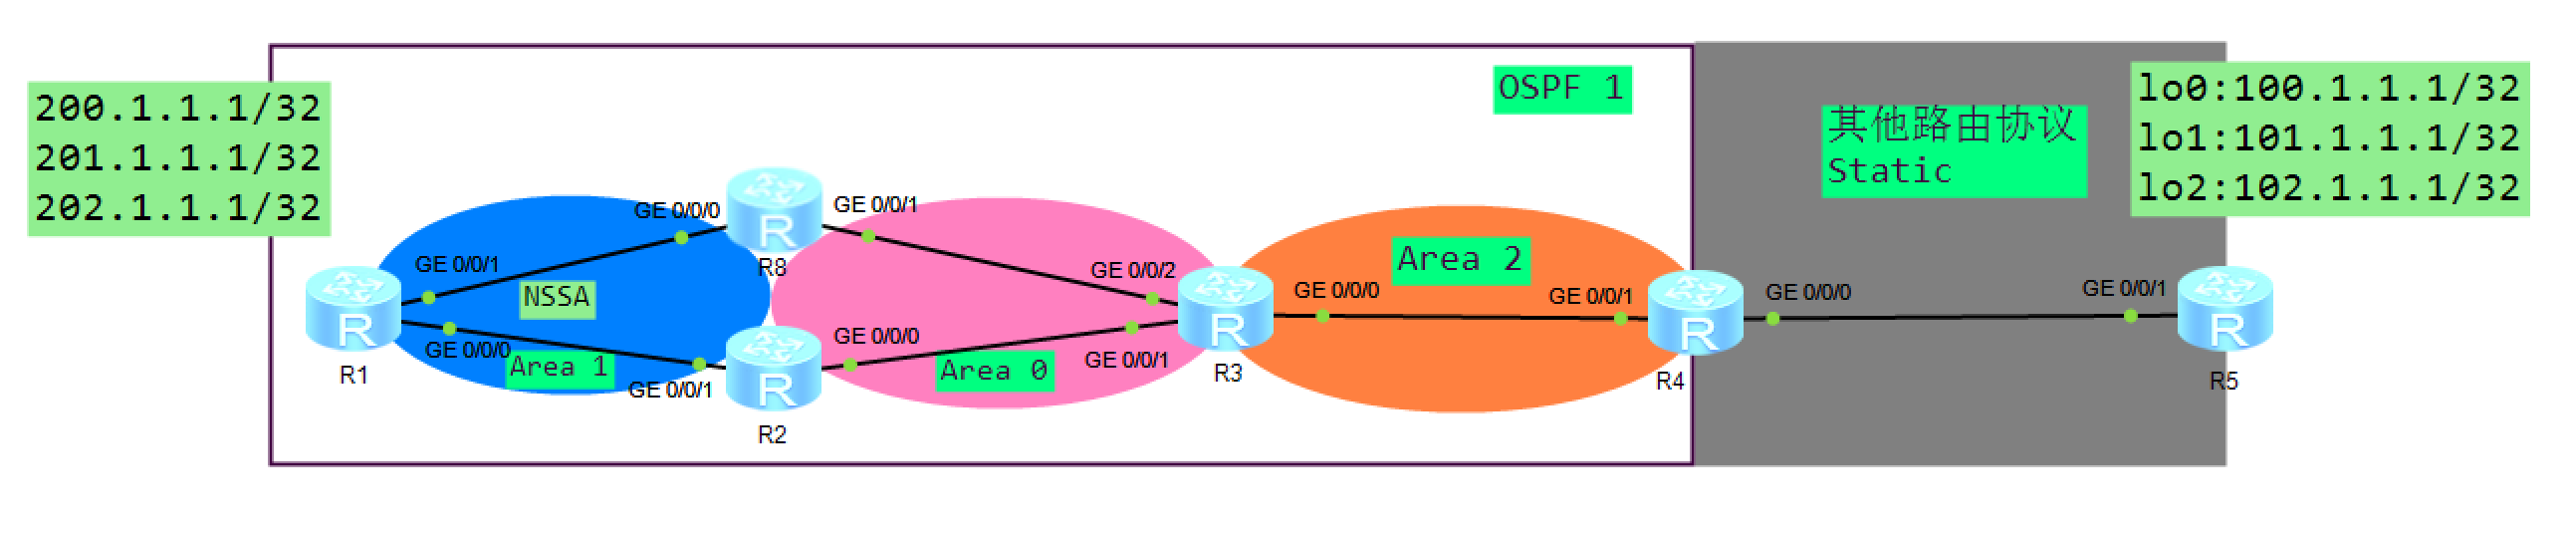 200.1.1.1/32
201.1.1.1/32
202.1.1.1/32
OSPF 1
其他路由协议
Static
lo0:100.1.1.1/32
lo1:101.1.1.1/32
lo2:102.1.1.1/32
GE 0/0/0
GE 0/0/1
R
R8
GE 0/0/1
NSSA
GE 0/0/2
Area 2
GE 0/0/0
GE 0/0/1
GE 0/0/0
GE 0/0/1
R
R1
GE 0/0/0
Area 1
GE 0/0/1
R
R2
GE 0/0/0
Area 0
GE 0/0/1
R
R3
R
R4
R
R5